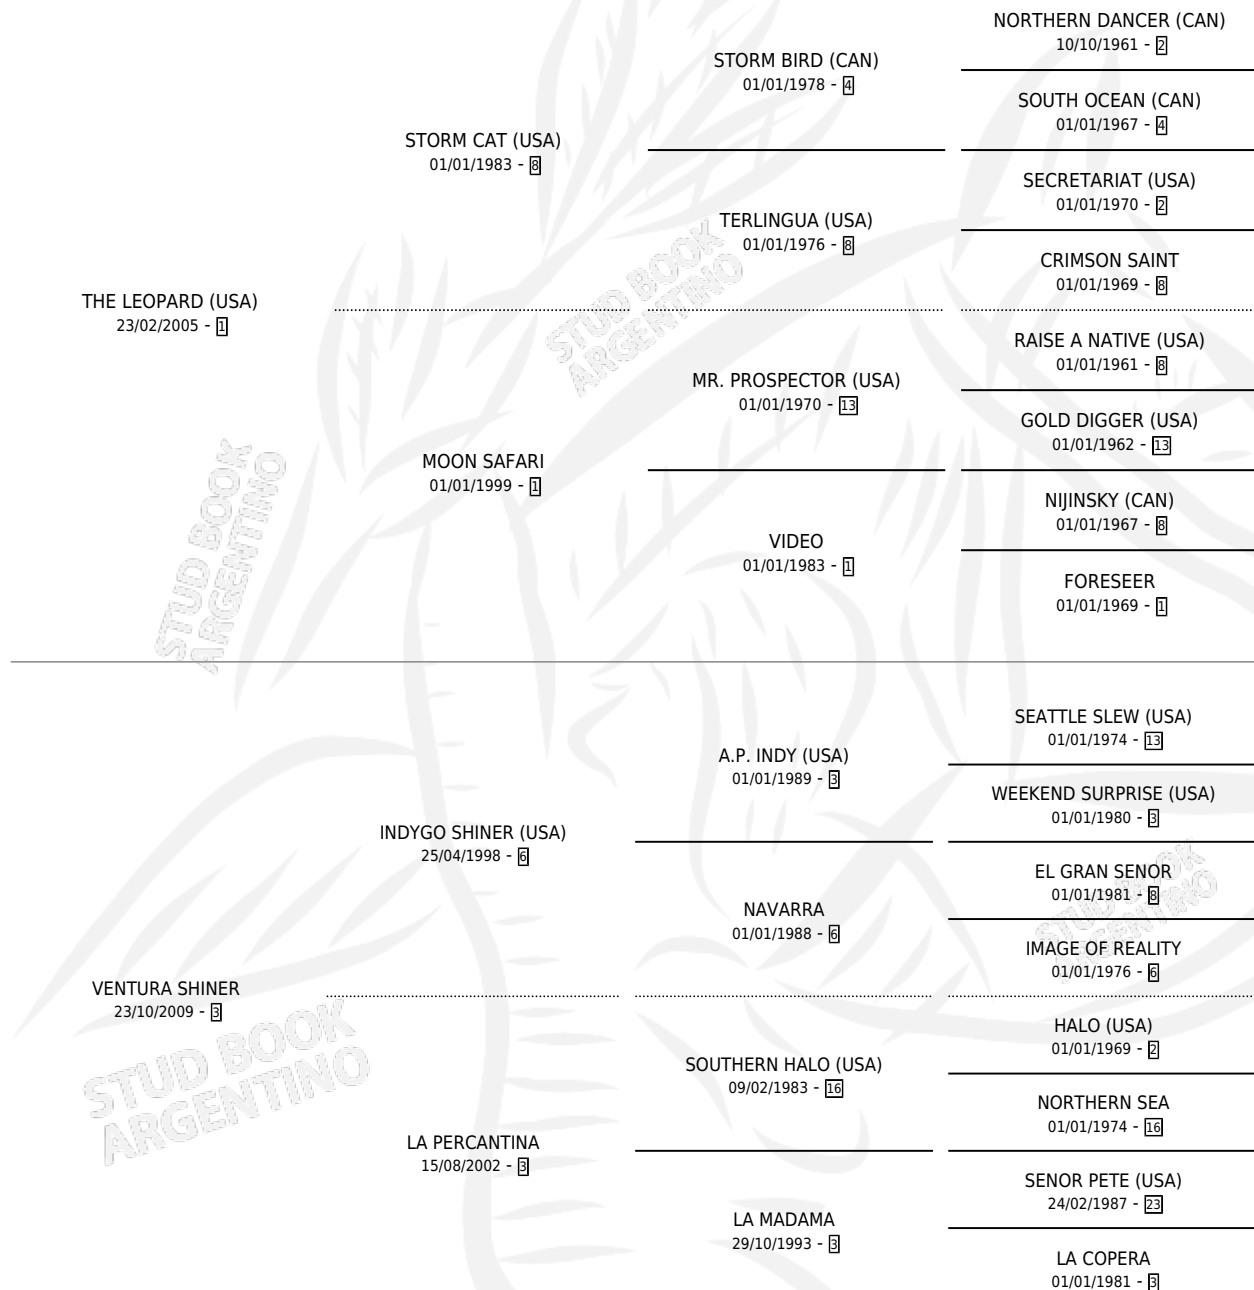 NORTHERN DANCER (CAN)
10/10/1961 - 2
STORM BIRD (CAN)
01/01/1978 - 4
SOUTH OCEAN (CAN)
01/01/1967 - 4
STORM CAT (USA)
01/01/1983 - 8
SECRETARIAT (USA)
01/01/1970 - 2
TERLINGUA (USA)
01/01/1976 - 8
CRIMSON SAINT
01/01/1969 - 8
THE LEOPARD (USA)
23/02/2005 - 1
RAISE A NATIVE (USA)
01/01/1961 - 8
MR. PROSPECTOR (USA)
01/01/1970 - 13
GOLD DIGGER (USA)
01/01/1962 - 13
MOON SAFARI
01/01/1999 - 1
NIJINSKY (CAN)
01/01/1967 - 8
VIDEO
01/01/1983 - 1
FORESEER
01/01/1969 - 1
SEATTLE SLEW (USA)
01/01/1974 - 13
A.P. INDY (USA)
01/01/1989 - 3
WEEKEND SURPRISE (USA)
01/01/1980 - 3
INDYGO SHINER (USA)
25/04/1998 - 6
EL GRAN SENOR
01/01/1981 - 8
NAVARRA
01/01/1988 - 6
IMAGE OF REALITY
01/01/1976 - 6
VENTURA SHINER
23/10/2009 - 3
HALO (USA)
01/01/1969 - 2
SOUTHERN HALO (USA)
09/02/1983 - 16
NORTHERN SEA
01/01/1974 - 16
LA PERCANTINA
15/08/2002 - 3
SENOR PETE (USA)
24/02/1987 - 23
LA MADAMA
29/10/1993 - 3
LA COPERA
01/01/1981 - 3
STUD BOOK
ARGENTINO
STUD BOOK
ARGENTINO
STUD BOOK
ARGENTINO
STUD BOOK
ARGENTINO